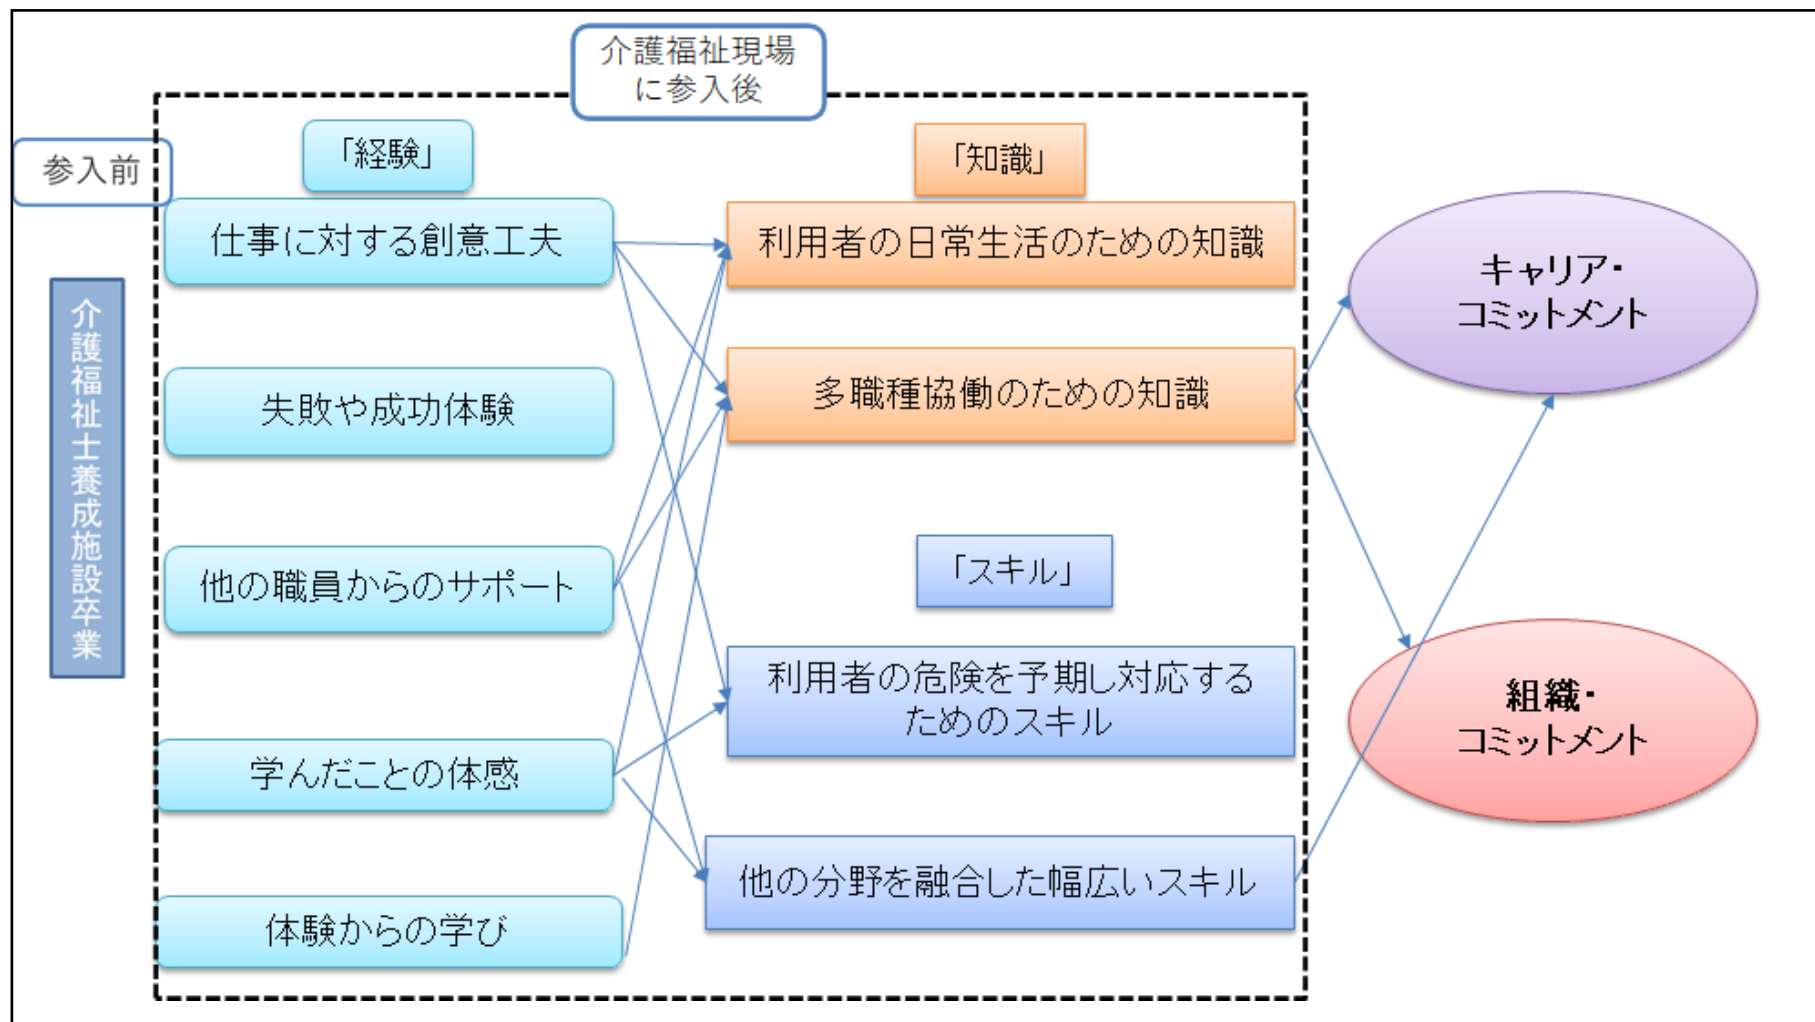 介護福祉現場
に参入後
参入前
「経験」
「知識」
仕事に対する創意工夫
利用者の日常生活のための知識
キャリア・
コミットメント
介護福祉士養成施設卒業
失敗や成功体験
多職種協働のための知識
他の職員からのサポート
「スキル」
利用者の危険を予期し対応する
ためのスキル
組織・
コミットメント
学んだことの体感
他の分野を融合した幅広いスキル
体験からの学び